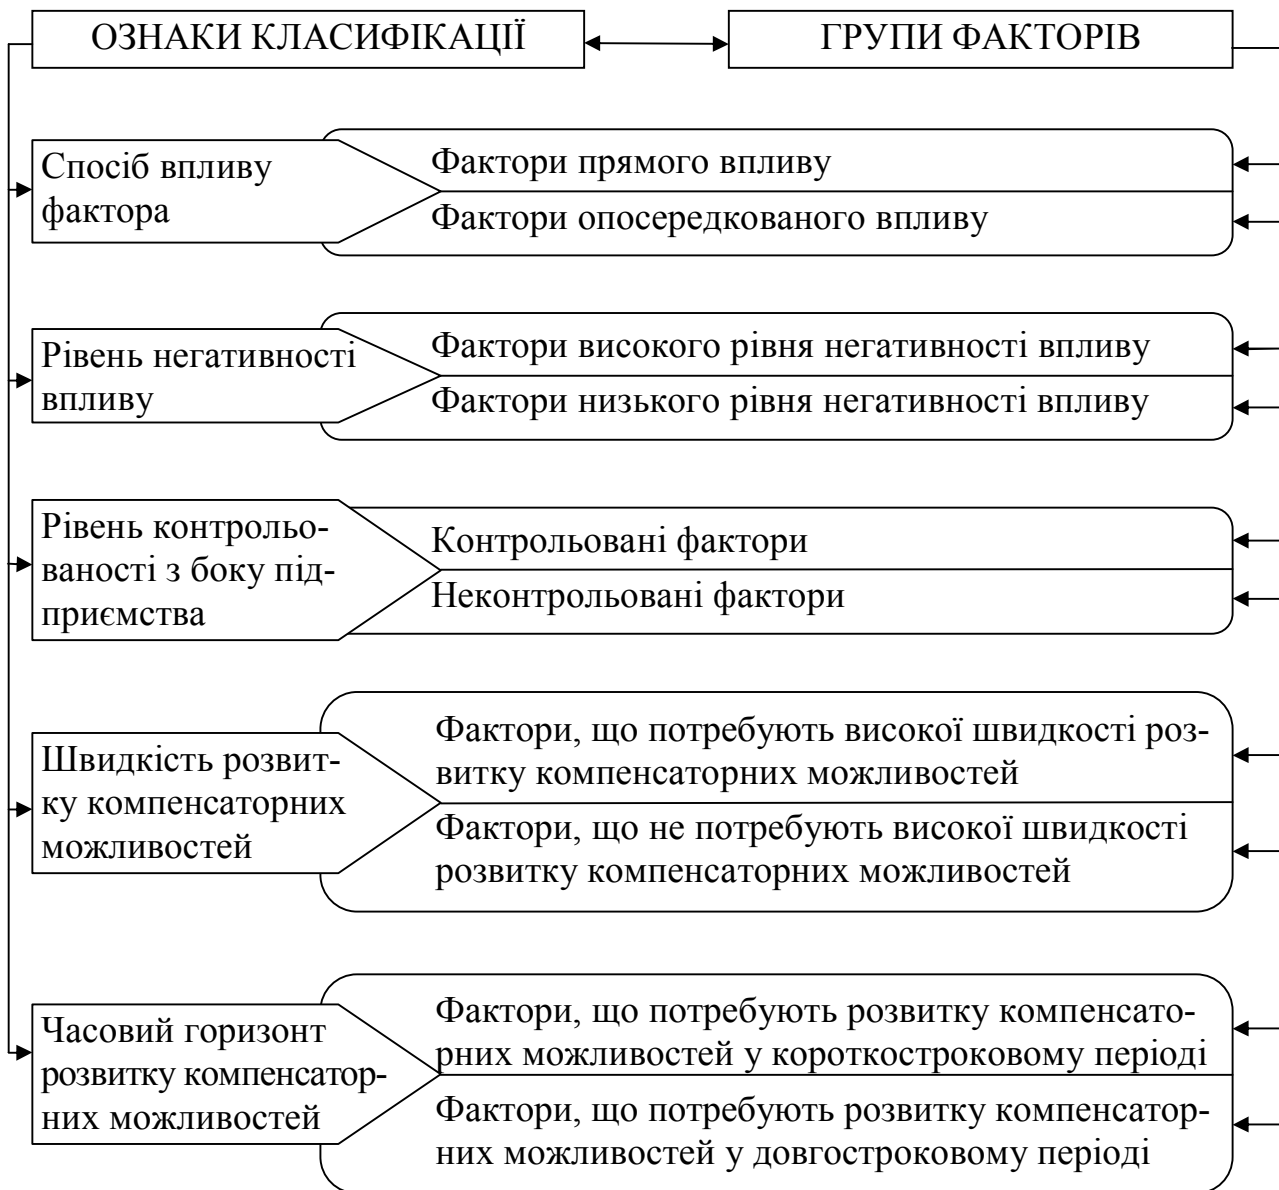 ОЗНАКИ КЛАСИФІКАЦІЇ
ГРУПИ ФАКТОРІВ
Спосіб впливу
фактора
Фактори прямого впливу
Фактори опосередкованого впливу
Рівень негативності
впливу
Фактори високого рівня негативності впливу
Фактори низького рівня негативності впливу
Рівень контрольо-
ваності з боку під-
приємства
Контрольовані фактори
Неконтрольовані фактори
Швидкість розвит-
ку компенсаторних
можливостей
Фактори, що потребують високої швидкості роз-
витку компенсаторних можливостей
Фактори, що не потребують високої швидкості
розвитку компенсаторних можливостей
Часовий горизонт
розвитку компенсатор-
них можливостей
Фактори, що потребують розвитку компенсато-
рних можливостей у короткостроковому періоді
Фактори, що потребують розвитку компенсатор-
них можливостей у довгостроковому періоді